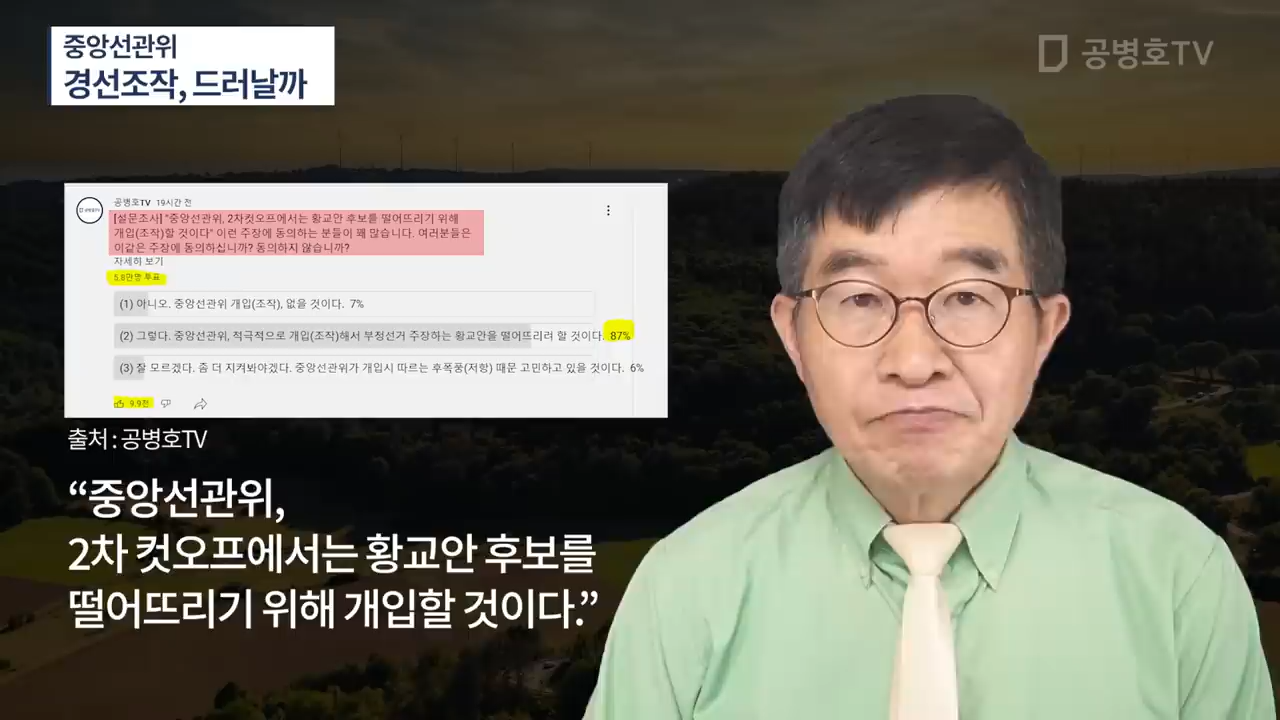 중앙선관위
경선조작, 드러날까
공병호TV
공병호TV 19시간 전
[설문조사] "중앙선관위, 2차컷오프에서는 황교안 후보를 떨어뜨리기 위해
개입(조작)할 것이다" 이런 주장에 동의하는 분들이 꽤 많습니다. 여러분들은
이같은 주장에 동의하십니까? 동의하지 않습니까?
자세히 보기
5.8만명 투표
(1) 아니오. 중앙선관위 개입(조작), 없을 것이다. 7%
(2) 그렇다. 중앙선관위, 적극적으로 개입(조작)해서 부정선거 주장하는 황교안을 떨어뜨리려 할 것이다. 87%
(3) 잘 모르겠다. 좀 더 지켜봐야겠다. 중앙선관위가 개입시 따르는 후폭풍(저항) 때문 고민하고 있을 것이다. 6%
9.9천
출처 : 공병호TV
“중앙선관위,
2차 컷오프에서는 황교안 후보를
떨어뜨리기 위해 개입할 것이다.”